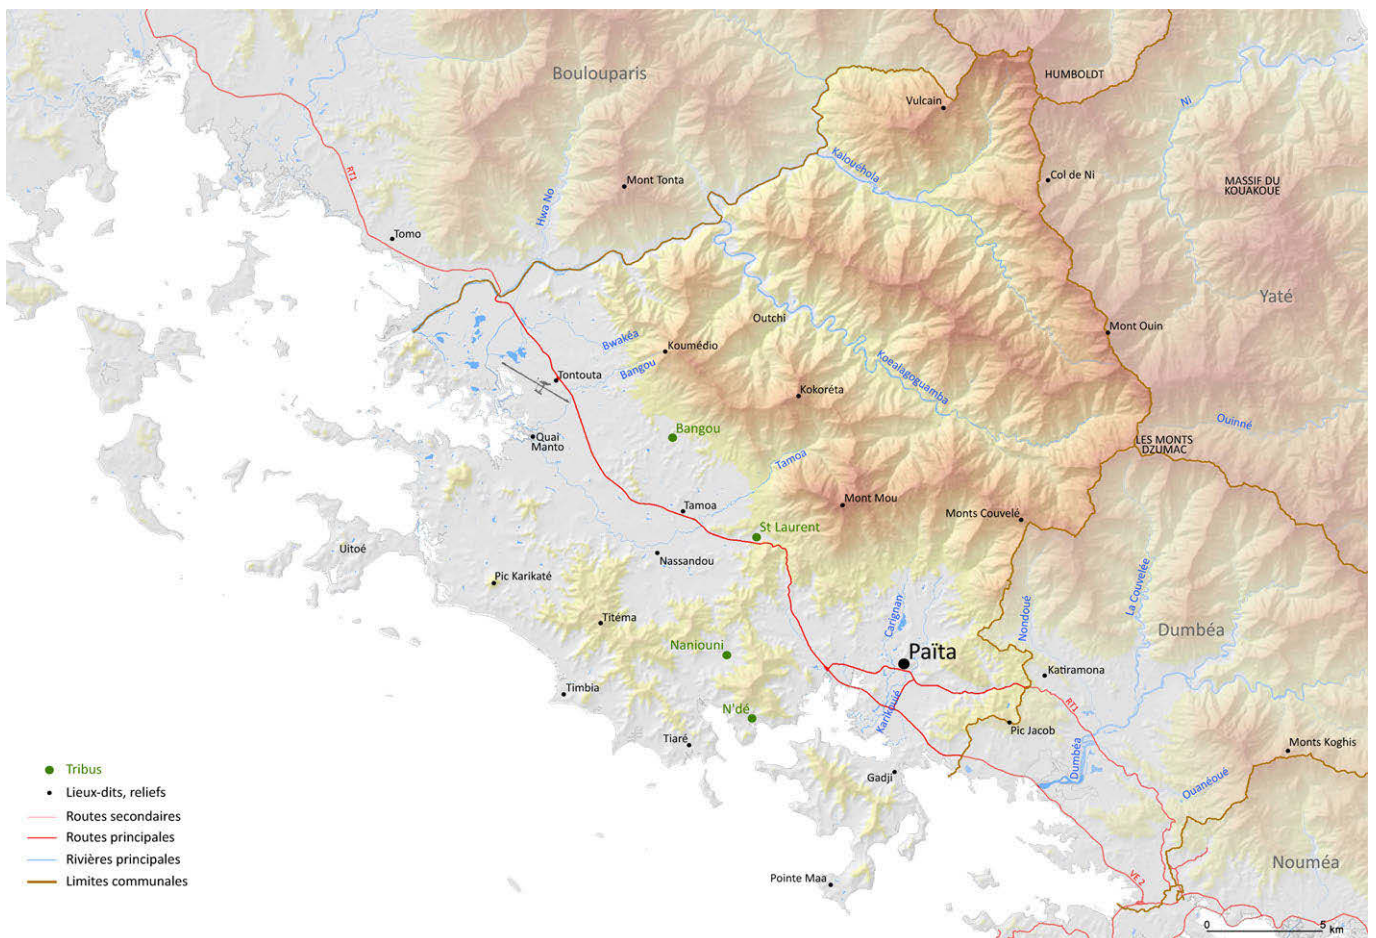 Boulouparis
HUMBOLDT
Vulcain
Ni
RT1
Kalouéhola
Mont Tonta
Col de Ni
MASSIF DU
KOUAKOUE
Hwa No
Tomo
Yaté
Outchi
Mont Ouin
Bwakéa
Koumédio
Bangou
Koealagoguamba
Tontouta
Kokoréta
Ouinné
Bangou
Quai
Manto
LES MONTS
DZUMAC
Tamoa
Mont Mou
Tamoa
Monts Couvelé
St Laurent
Uitoé
Nassandou
Pic Karikaté
La Couvelée
Carignan
Nondoué
Titéma
Dumbéa
Naniouni
Païta
Katiramona
Timbia
RT1
N'dé
Karikouié
Pic Jacob
Tiaré
Dumbéa
Monts Koghis
Gadji
Ouanéoué
Tribus
Lieux-dits, reliefs
Routes secondaires
Routes principales
Rivières principales
Limites communales
Nouméa
Pointe Maa
VE 2
0 5
km